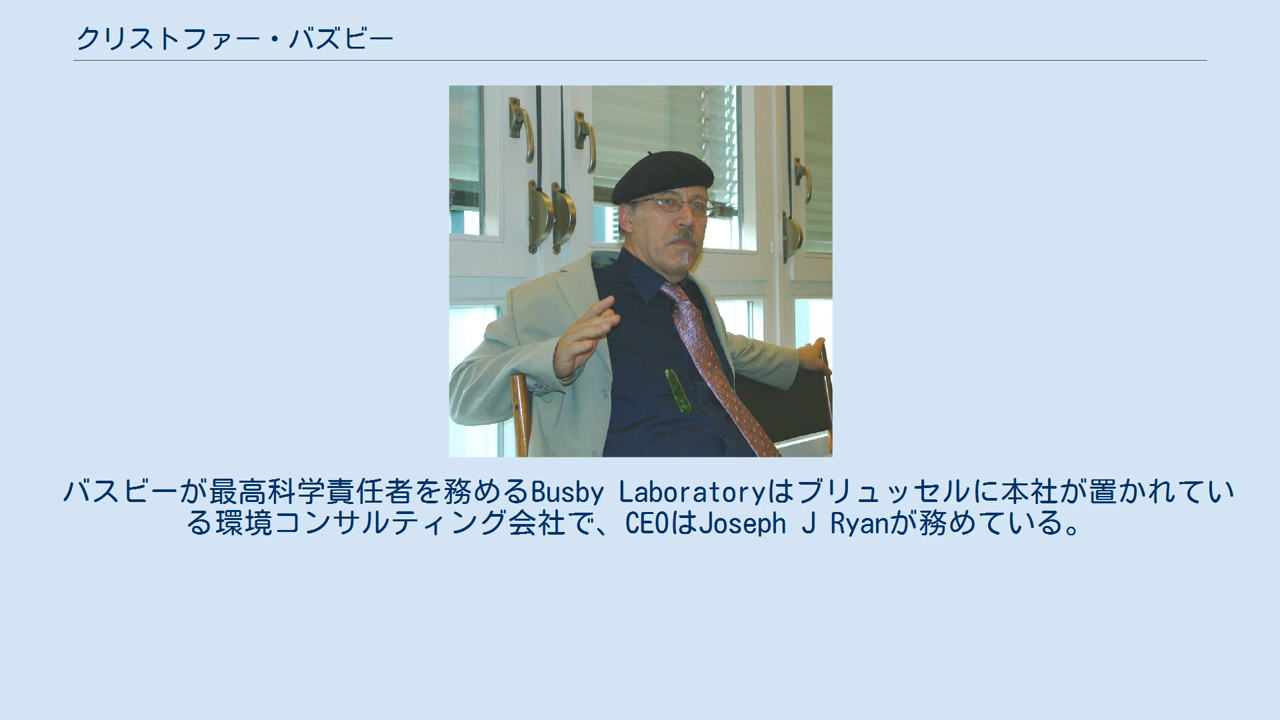 クリストファー・バズビー
バスビーが最高科学責任者を務めるBusby Laboratoryはブリュッセルに本社が置かれてい
る環境コンサルティング会社で、CEOはJoseph J Ryanが務めている。